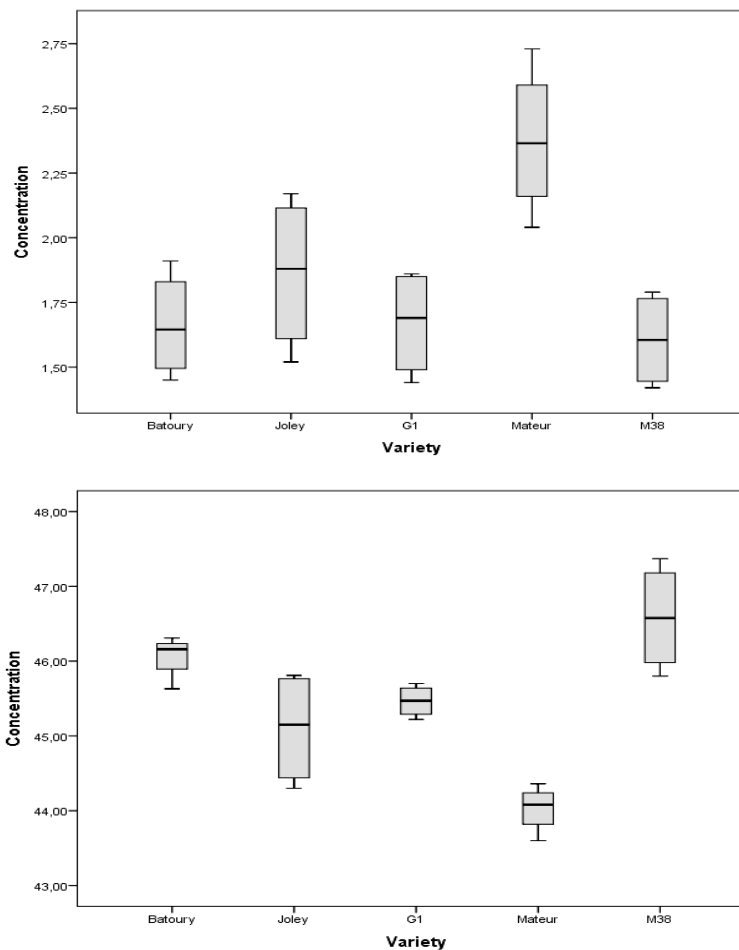 2,75
2,50
2,25
2,00
1,75
1,50
Concentration
Batoury Joley G1 Mateur M38
Variety
48,00
47,00
46,00
45,00
44,00
43,00
Concentration
Batoury Joley G1 Mateur M38
Variety